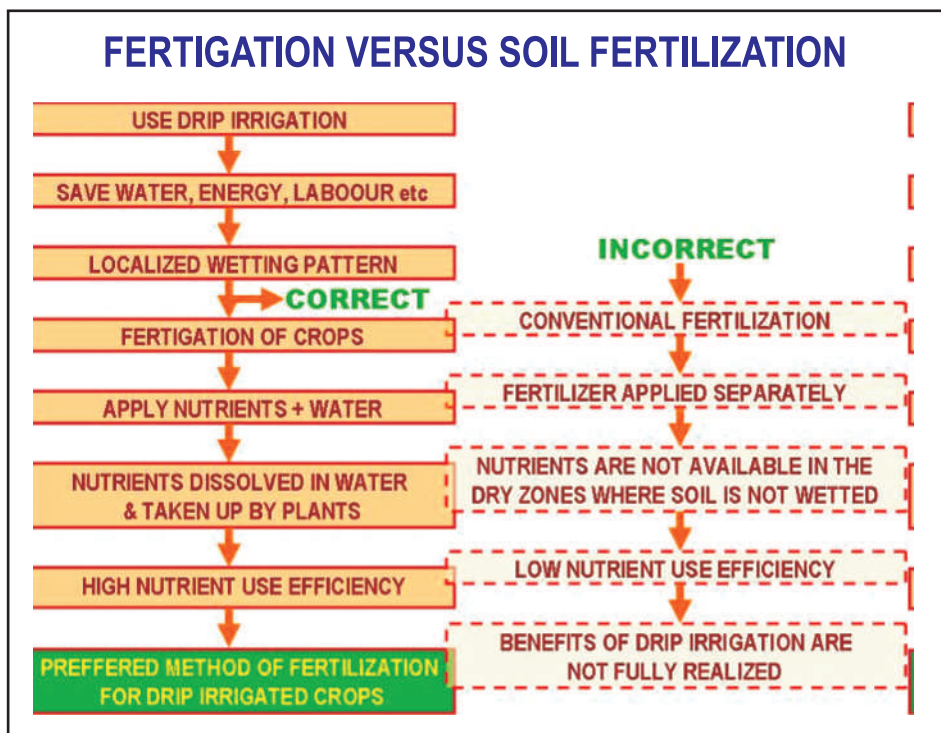 FERTIGATION VERSUS SOIL FERTILIZATION
USE DRIP IRRIGATION
SAVE WATER, ENERGY, LABOOUR etc
LOCALIZED WETTING PATTERN
CORRECT
FERTIGATION OF CROPS
APPLY NUTRIENTS + WATER
NUTRIENTS DISSOLVED IN WATER
& TAKEN UP BY PLANTS
HIGH NUTRIENT USE EFFICIENCY
PREFFERED METHOD OF FERTILIZATION
FOR DRIP IRRIGATED CROPS
INCORRECT
CONVENTIONAL FERTILIZATION
FERTILIZER APPLIED SEPARATELY
NUTRIENTS ARE NOT AVAILABLE IN THE
DRY ZONES WHERE SOIL IS NOT WETTED
LOW NUTRIENT USE EFFICIENCY
BENEFITS OF DRIP IRRIGATION ARE
NOT FULLY REALIZED